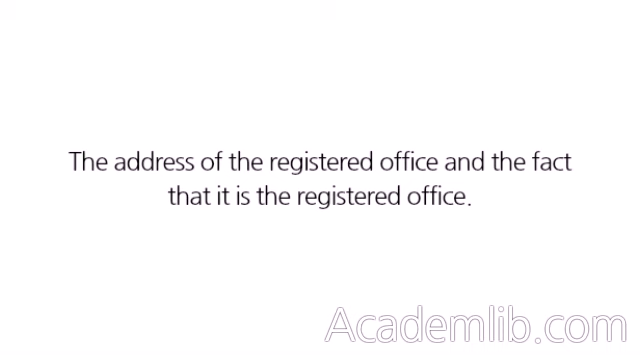 The address of the registered office and the fact
that it is the registered office.
Academlib.com